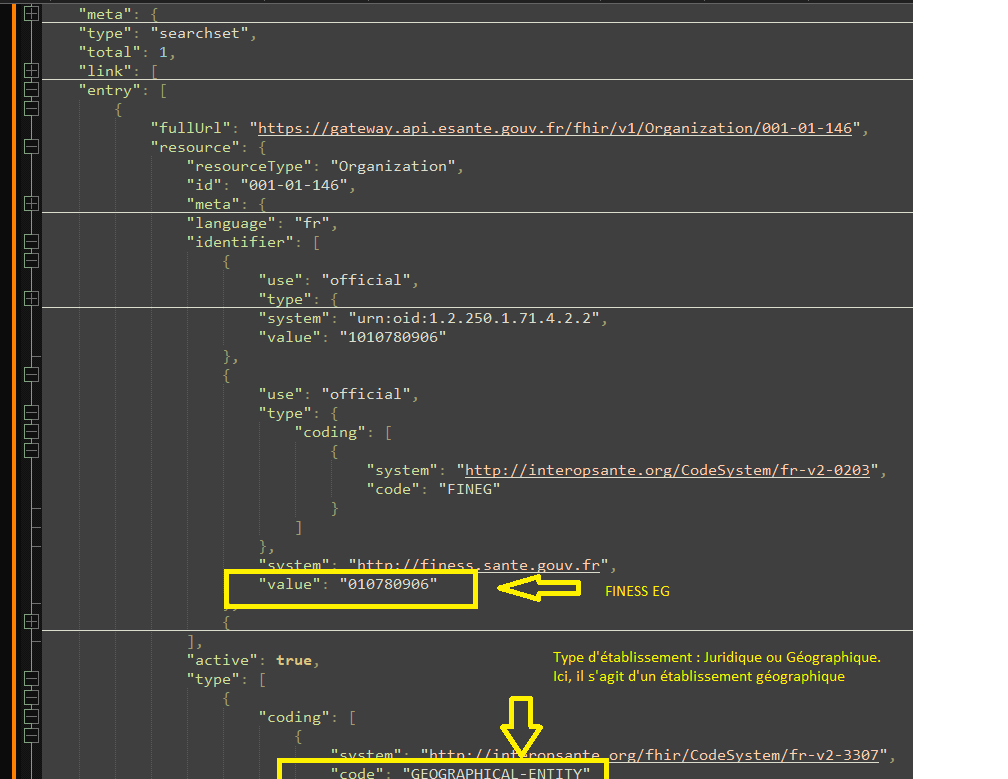 "meta": {
"type": "searchset",
"total": 1,
"link": [
"entry": [
{
"fullUrl": "https://gateway.api.esante.gouv.fr/fhir/v1/Organization/001-01-146",
"resource": {
"resourceType": "Organization",
"id": "001-01-146",
"meta": {
"language": "fr",
"identifier": [
{
"use": "official",
"type": {
"system": "urn:oid:1.2.250.1.71.4.2.2",
"value": "1010780906"
},
{
"use": "official",
"type": {
"coding": [
{
"system": "http://interopsante.org/CodeSystem/fr-v2-0203",
"code": "FINEG"
}
]
},
"system": "http://finess.sante.gouv.fr",
"value": "010780906"
FINESS EG
},
{
],
"active": true,
Type d'établissement : Juridique ou Géographique.
Ici, il s'agit d'un établissement géographique
"type": [
{
"coding": [
{
"system": "http://interopsante.org/fhir/CodeSystem/fr-v2-3307",
"code": "GEOGRAPHICAL-ENTITY"